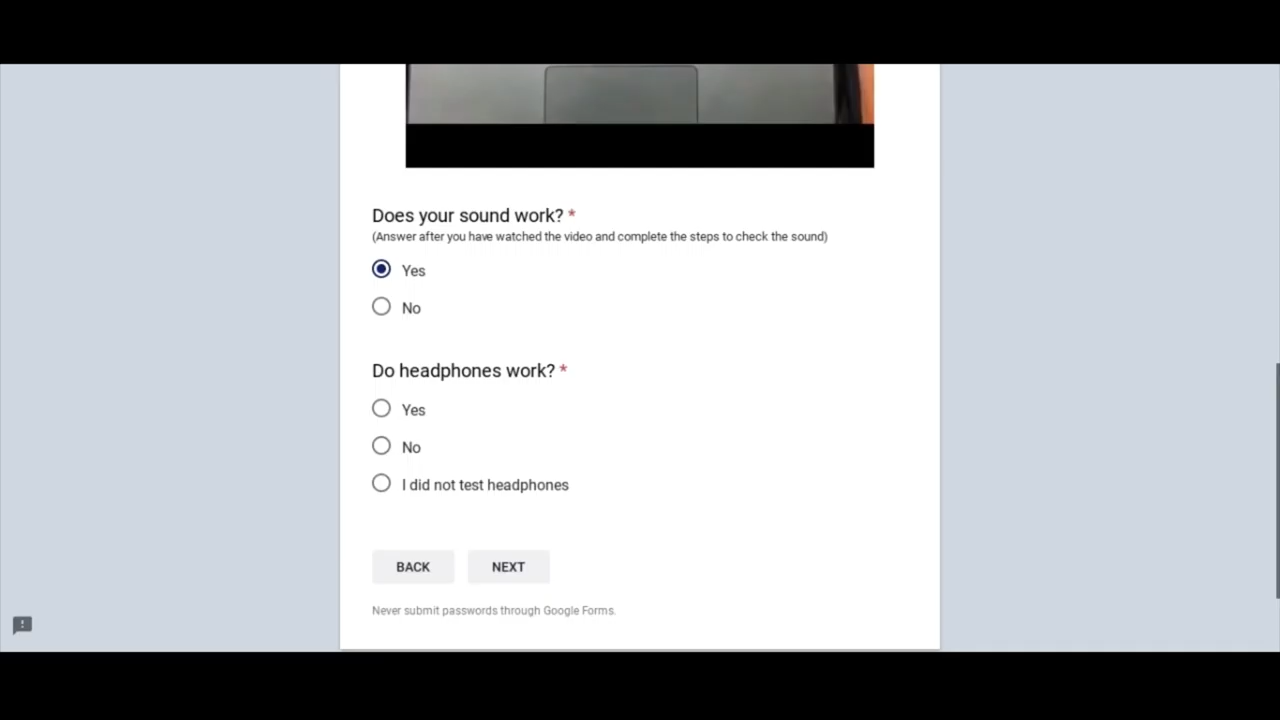 Does your sound work? *
(Answer after you have watched the video and complete the steps to check the sound)
Yes
No
Do headphones work? *
Yes
No
I did not test headphones
BACK NEXT
Never submit passwords through Google Forms.